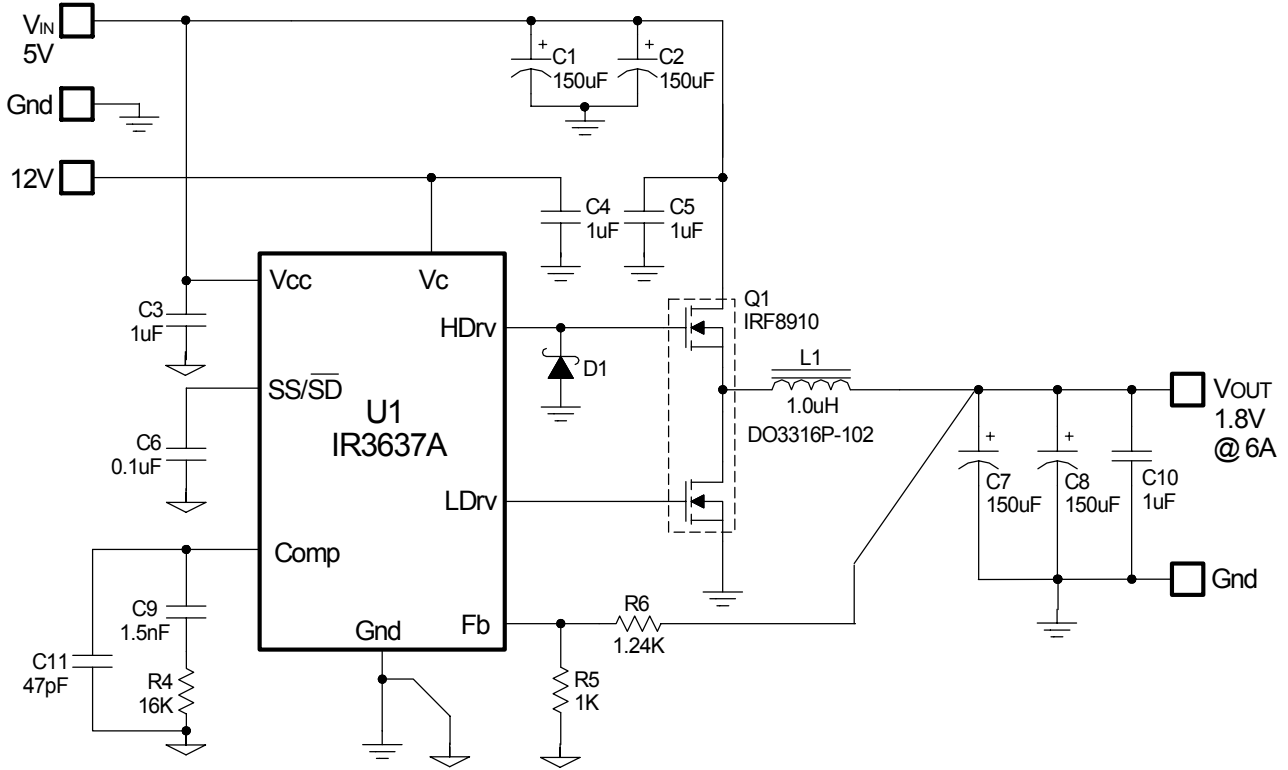 VIN
5V
Gnd
12V
C1
150uF
C2
150uF
C4
1uF
C5
1uF
C3
1uF
Vcc
Vc
HDrv
D1
Q1
IRF8910
L1
1.0uH
DO3316P-102
VOUT
1.8V
@ 6A
SS/SD
U1
IR3637A
C6
0.1uF
LDrv
C7
150uF
C8
150uF
C10
1uF
Comp
C9
1.5nF
Gnd
Gnd
Fb
R6
1.24K
C11
47pF
R4
16K
R5
1K